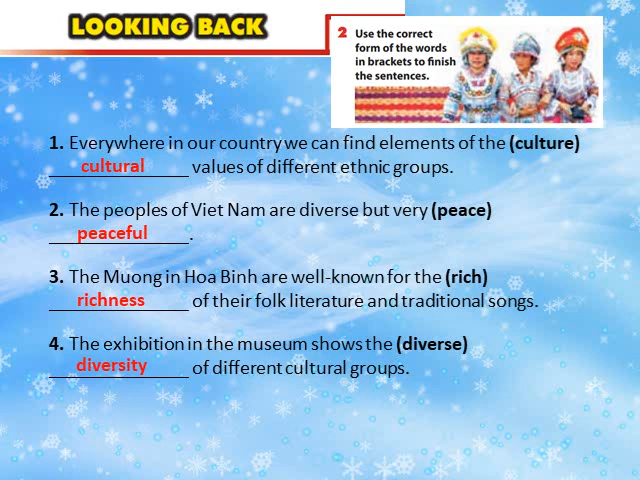 LOOKING BACK
2 Use the correct
form of the words
in brackets to finish
the sentences.
1. Everywhere in our country we can find elements of the (culture)
cultural values of different ethnic groups.
2. The peoples of Viet Nam are diverse but very (peace)
peaceful.
3. The Muong in Hoa Binh are well-known for the (rich)
richness of their folk literature and traditional songs.
4. The exhibition in the museum shows the (diverse)
diversity of different cultural groups.